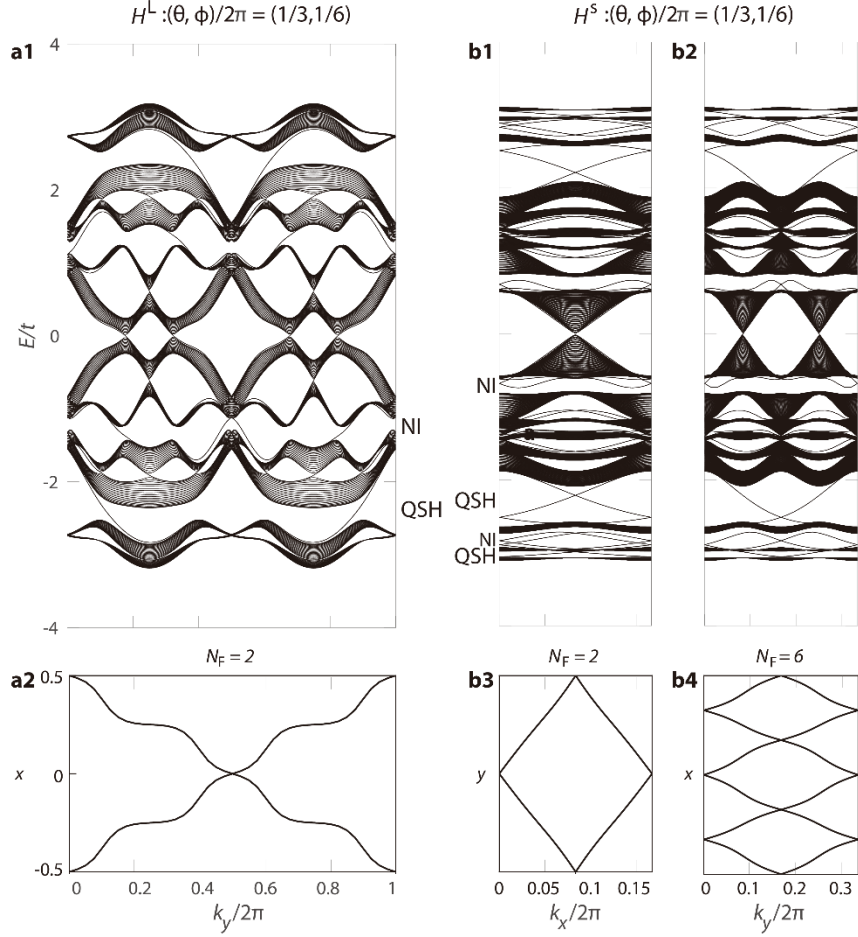 H^L :(θ, ϕ)/2π = (1/3,1/6)
H^s :(θ, ϕ)/2π = (1/3,1/6)
a1
b1
b2
4
2
0
-2
-4
E/t
NI
QSH
NI
QSH
NI
QSH
a2
N_F = 2
b3
N_F = 2
b4
N_F = 6
0.5
x
0
-0.5
y
x
0 0.2 0.4 0.6 0.8 1
0 0.05 0.1 0.15
0 0.1 0.2 0.3
k_y/2π
k_x/2π
k_y/2π